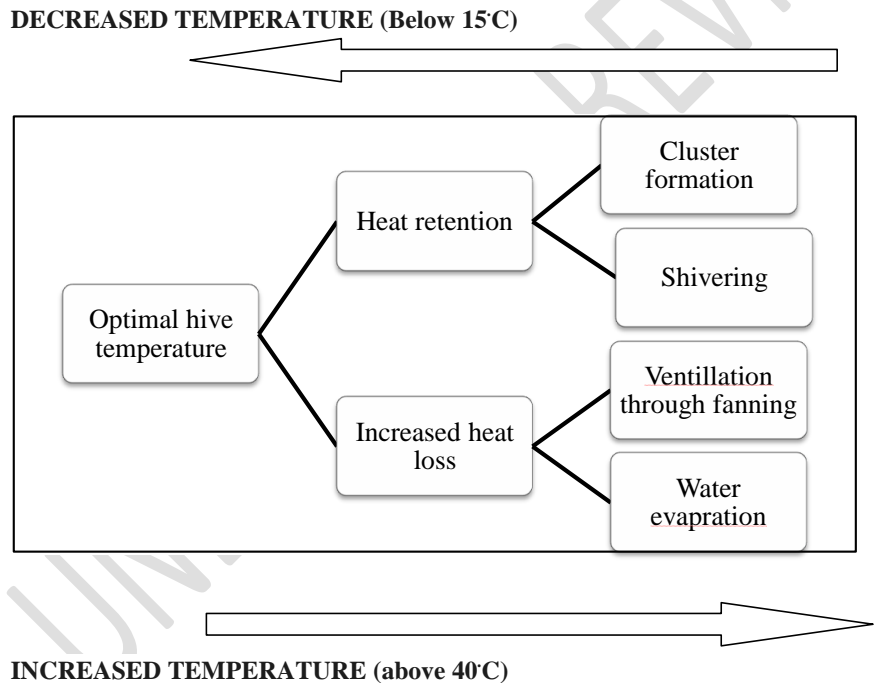 DECREASED TEMPERATURE (Below 15˙C)
Cluster
formation
Heat retention
Shivering
Optimal hive
temperature
Ventillation
through fanning
Increased heat
loss
Water
evapration
INCREASED TEMPERATURE (above 40˙C)